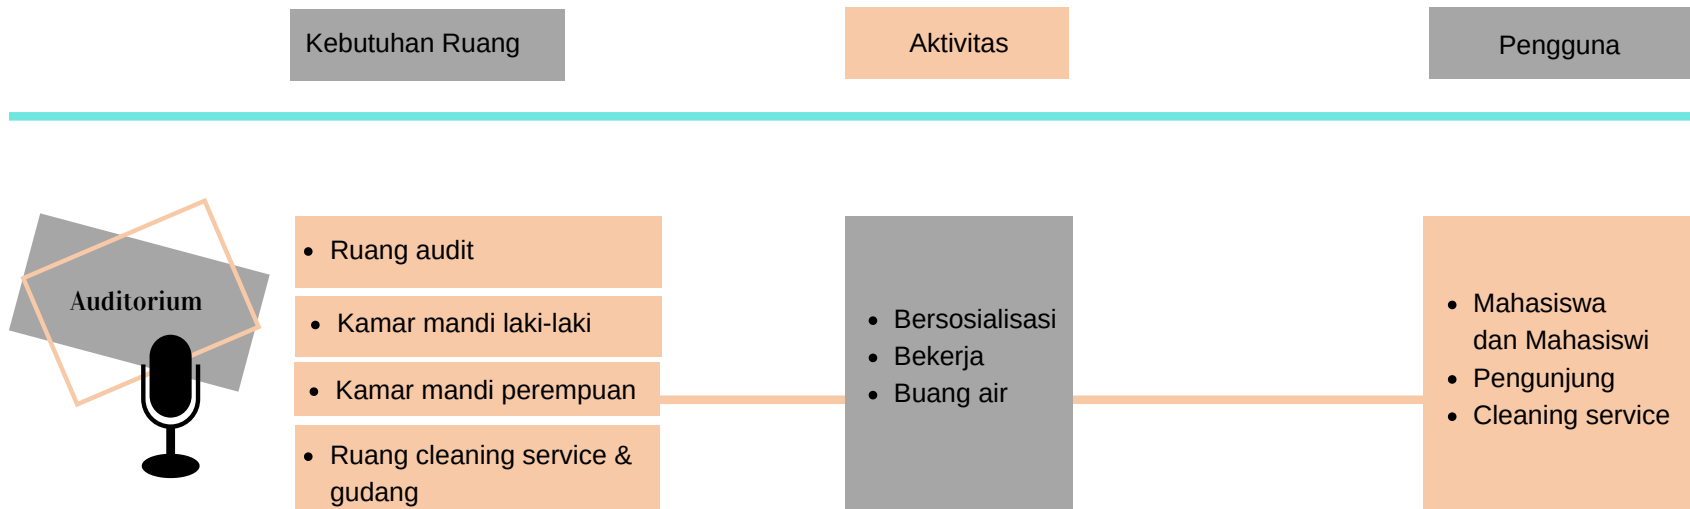 Kebutuhan Ruang
Aktivitas
Pengguna
Auditorium
• Ruang audit
• Kamar mandi laki-laki
• Kamar mandi perempuan
• Ruang cleaning service &
gudang
• Bersosialisasi
• Bekerja
• Buang air
• Mahasiswa
dan Mahasiswi
• Pengunjung
• Cleaning service